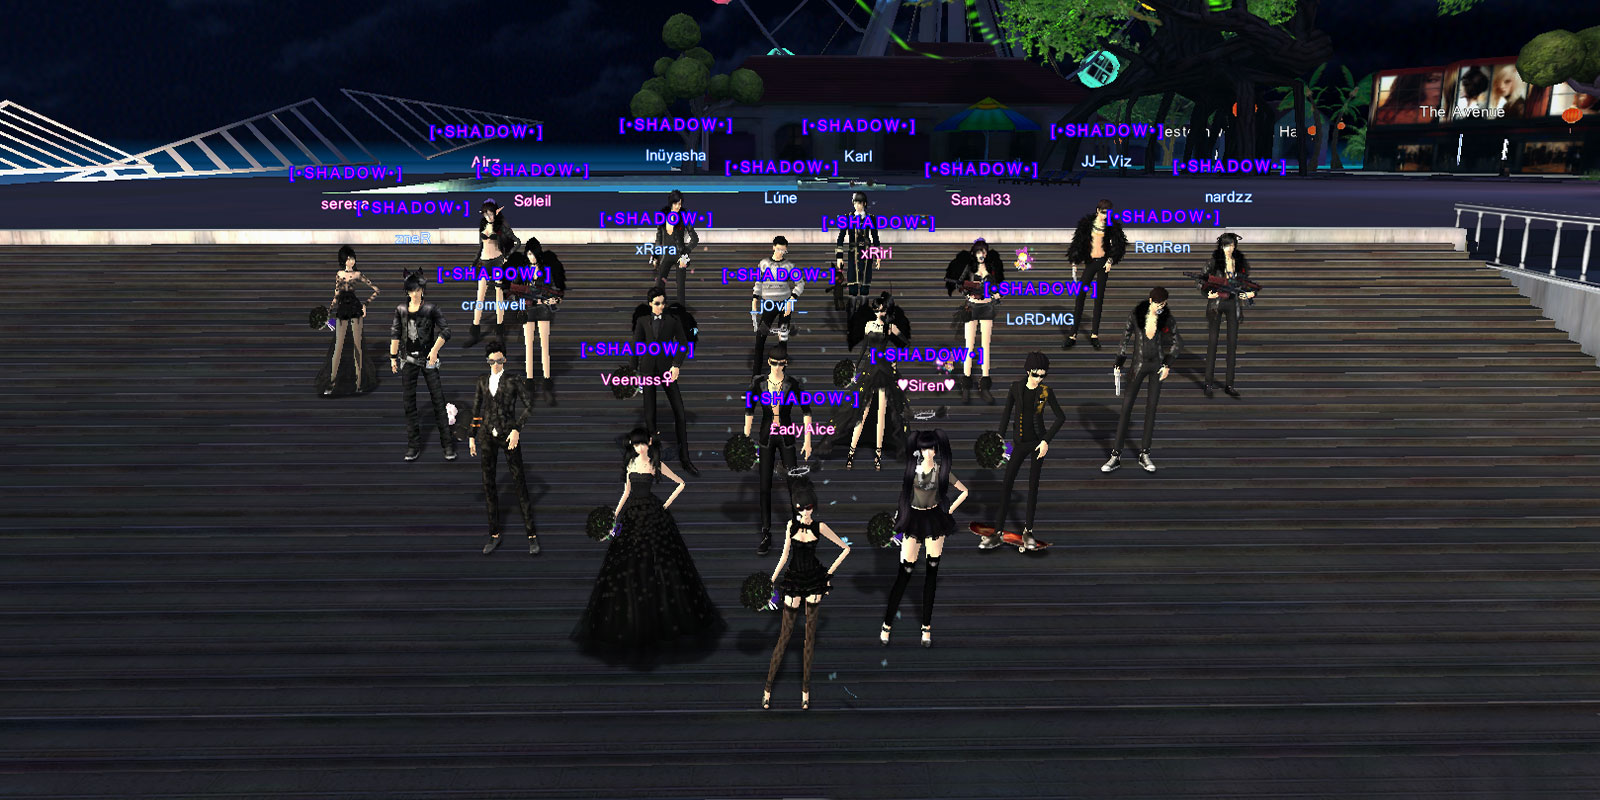 The Avenue
[•SHADOW•]
Airz
[•SHADOW•]
Inüyasha
[•SHADOW•]
Karl
[•SHADOW•]
JJ—Viz
[•SHADOW•]
[•SHADOW•]
Søleil
[•SHADOW•]
Lúne
[•SHADOW•]
Santal33
[•SHADOW•]
nardzz
[•SHADOW•]
zneR
[•SHADOW•]
xRara
[•SHADOW•]
xRiri
[•SHADOW•]
RenRen
[•SHADOW•]
cromwell
[•SHADOW•]
[•SHADOW•]
LoRD•MG
[•SHADOW•]
Veenuss♀
[•SHADOW•]
♥Siren♥
[•SHADOW•]